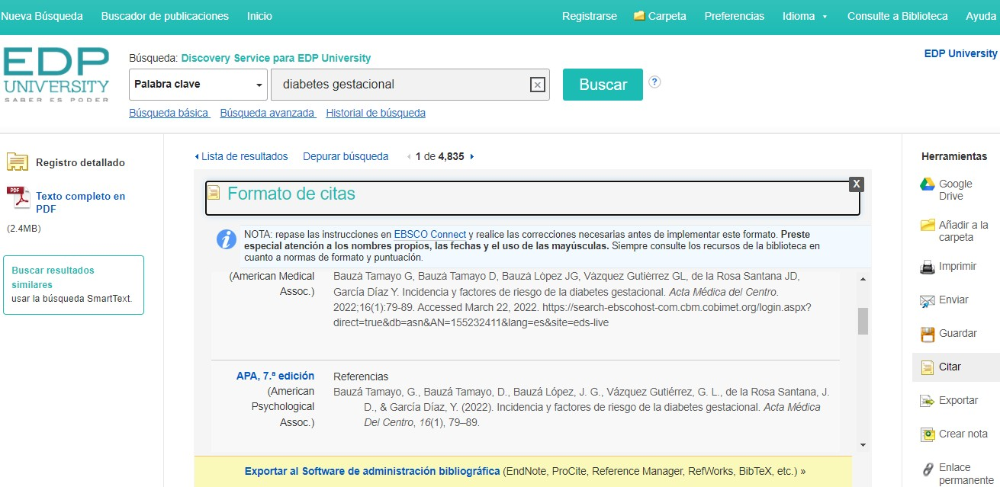 Nueva Búsqueda Buscador de publicaciones Inicio Registrarse Carpeta Preferencias Idioma Consulte a Biblioteca Ayuda
EDP
UNIVERSITY
SABER ES PODER
Búsqueda: Discovery Service para EDP University
EDP University
Palabra clave diabetes gestacional Buscar ?
Búsqueda básica Búsqueda avanzada Historial de búsqueda
Registro detallado
PDF
Texto completo en
PDF
(2.4MB)
Buscar resultados
similares
usar la búsqueda SmartText.
Lista de resultados Depurar búsqueda 1 de 4,835
Formato de citas X
NOTA: repase las instrucciones en EBSCO Connect y realice las correcciones necesarias antes de implementar este formato. Preste
especial atención a los nombres propios, las fechas y el uso de las mayúsculas. Siempre consulte los recursos de la biblioteca en
cuanto a normas de formato y puntuación.
(American Medical
Assoc.)
Bauzá Tamayo G, Bauzá Tamayo D, Bauzá López JG, Vázquez Gutiérrez GL, de la Rosa Santana JD,
García Díaz Y. Incidencia y factores de riesgo de la diabetes gestacional. Acta Médica del Centro.
2022;16(1):79-89. Accessed March 22, 2022. https://search-ebscohost-com.cbm.cobimet.org/login.aspx?
direct=true&db=asn&AN=155232411&lang=es&site=eds-live
APA, 7.ª edición
(American
Psychological
Assoc.)
Referencias
Bauzá Tamayo, G., Bauzá Tamayo, D., Bauzá López, J. G., Vázquez Gutiérrez, G. L., de la Rosa Santana, J.
D., & García Díaz, Y. (2022). Incidencia y factores de riesgo de la diabetes gestacional. Acta Médica
Del Centro, 16(1), 79–89.
Exportar al Software de administración bibliográfica (EndNote, ProCite, Reference Manager, RefWorks, BibTeX, etc.) »
Herramientas
Google
Drive
Añadir a la
carpeta
Imprimir
Enviar
Guardar
Citar
Exportar
Crear nota
Enlace
permanente